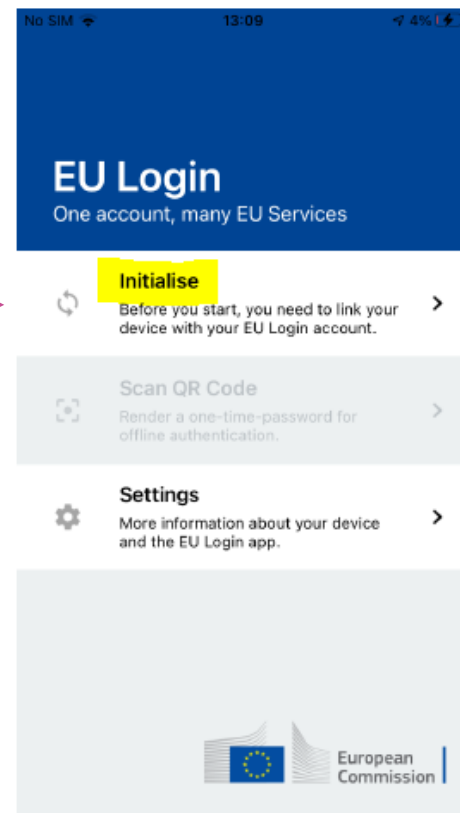 No SIM 13:09 4%
EU Login
One account, many EU Services
Initialise
Before you start, you need to link your
device with your EU Login account.
Scan QR Code
Render a one-time-password for
offline authentication.
Settings
More information about your device
and the EU Login app.
European
Commission